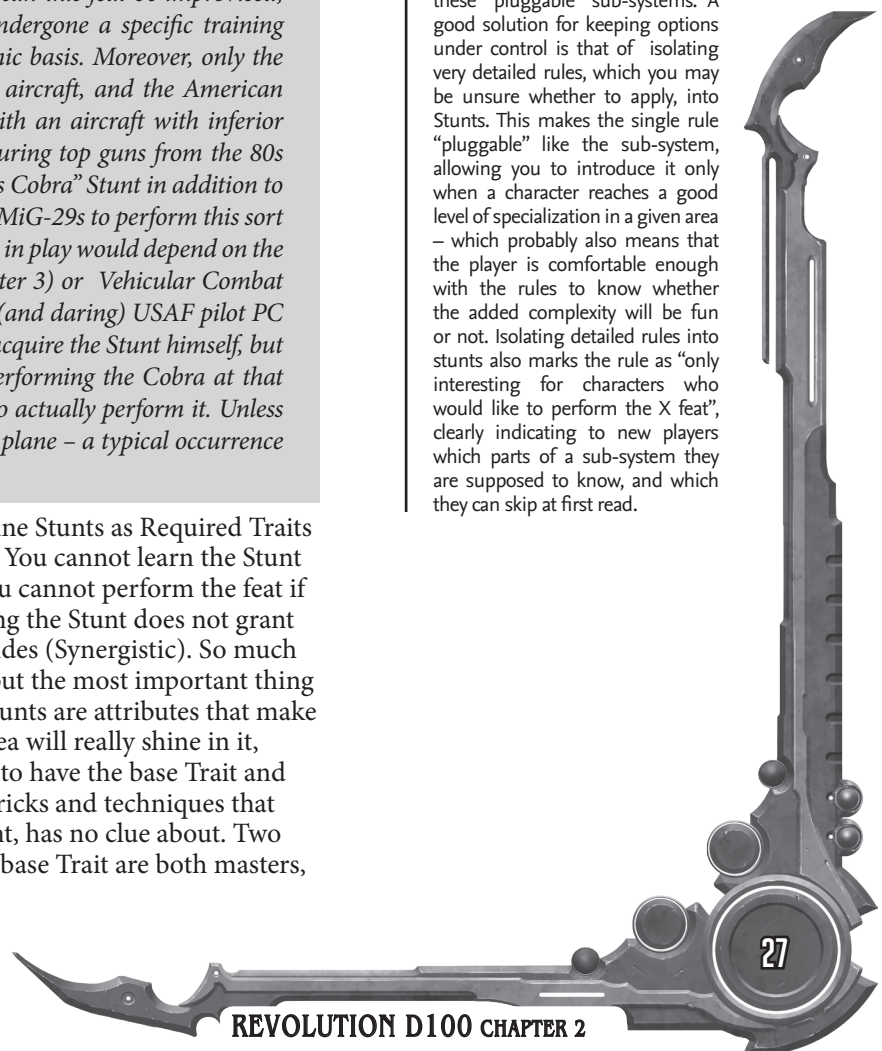 can this feat be improvised,
ndergone a specific training
nic basis. Moreover, only the
aircraft, and the American
ith an aircraft with inferior
uring top guns from the 80s
s Cobra” Stunt in addition to
MiG-29s to perform this sort
in play would depend on the
ter 3) or Vehicular Combat
(and daring) USAF pilot PC
acquire the Stunt himself, but
erforming the Cobra at that
o actually perform it. Unless
plane – a typical occurrence
ine Stunts as Required Traits
You cannot learn the Stunt
u cannot perform the feat if
ng the Stunt does not grant
ides (Synergistic). So much
out the most important thing
unts are attributes that make
ea will really shine in it,
to have the base Trait and
ricks and techniques that
nt, has no clue about. Two
base Trait are both masters,
these “pluggable” sub-systems. A
good solution for keeping options
under control is that of isolating
very detailed rules, which you may
be unsure whether to apply, into
Stunts. This makes the single rule
“pluggable” like the sub-system,
allowing you to introduce it only
when a character reaches a good
level of specialization in a given area
– which probably also means that
the player is comfortable enough
with the rules to know whether
the added complexity will be fun
or not. Isolating detailed rules into
stunts also marks the rule as “only
interesting for characters who
would like to perform the X feat”,
clearly indicating to new players
which parts of a sub-system they
are supposed to know, and which
they can skip at first read.
27
REVOLUTION D100 CHAPTER 2